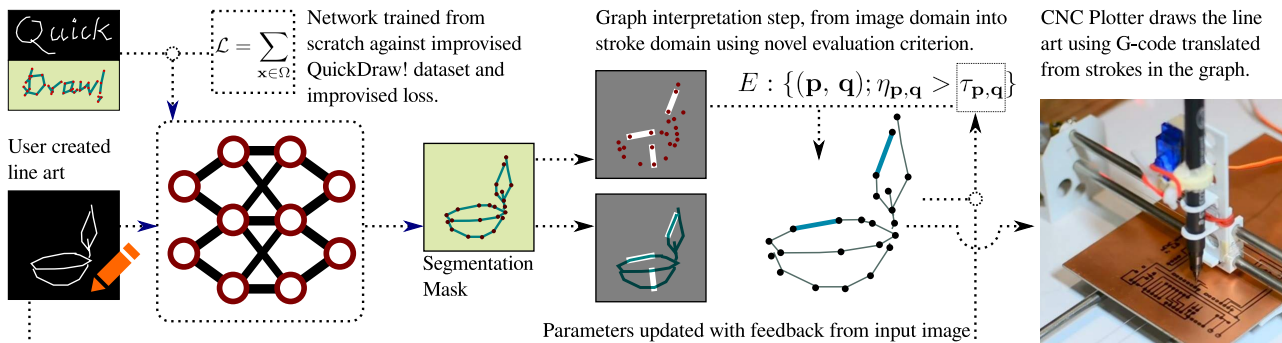 Quick
Draw!
ℒ = ∑ x∈Ω
Network trained from
scratch against improvised
QuickDraw! dataset and
improvised loss.
User created
line art
Segmentation
Mask
Graph interpretation step, from image domain into
stroke domain using novel evaluation criterion.
E : {(p, q); ηp,q > τp,q}
Parameters updated with feedback from input image
CNC Plotter draws the line
art using G-code translated
from strokes in the graph.